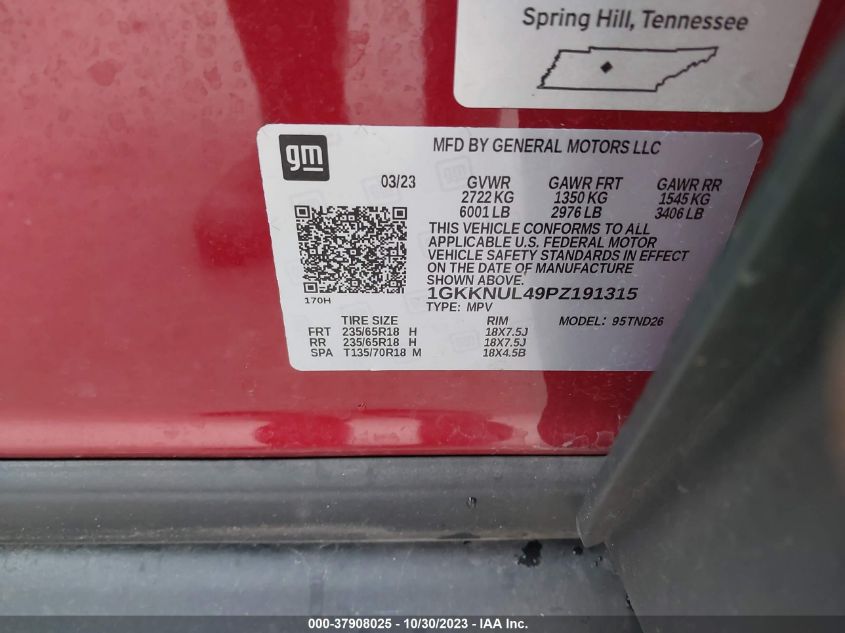 Spring Hill, Tennessee
gm
MFD BY GENERAL MOTORS LLC
03/23 GVWR GAWR FRT GAWR RR
2722 KG 1350 KG 1545 KG
6001 LB 2976 LB 3406 LB
THIS VEHICLE CONFORMS TO ALL
APPLICABLE U.S. FEDERAL MOTOR
VEHICLE SAFETY STANDARDS IN EFFECT
ON THE DATE OF MANUFACTURE
SHOWN ABOVE.
170H
1GKKNUL49PZ191315
TYPE: MPV
TIRE SIZE RIM MODEL: 95TND26
FRT 235/65R18 H 18X7.5J
RR 235/65R18 H 18X7.5J
SPA T135/70R18 M 18X4.5B
000-37908025 - 10/30/2023 - IAA Inc.